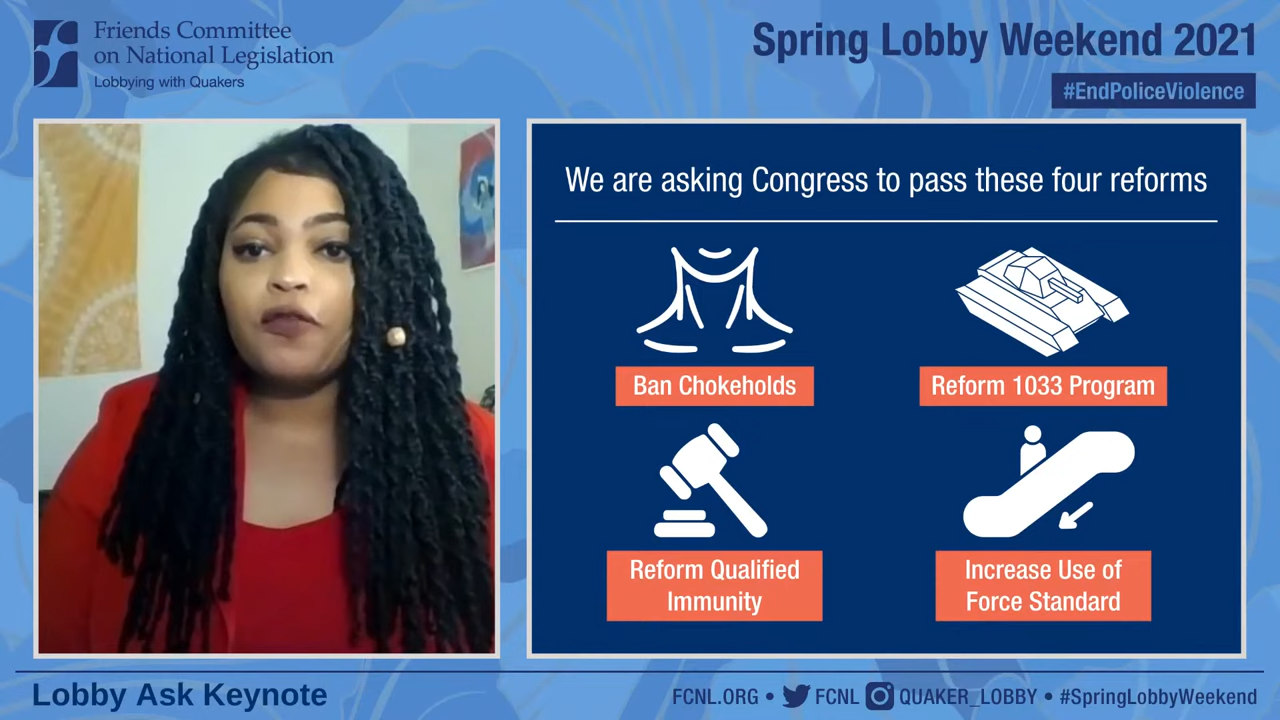 Friends Committee
on National Legislation
Lobbying with Quakers
Spring Lobby Weekend 2021
#EndPoliceViolence
We are asking Congress to pass these four reforms
Ban Chokeholds
Reform 1033 Program
Reform Qualified
Immunity
Increase Use of
Force Standard
Lobby Ask Keynote
FCNL.ORG • FCNL QUAKER_LOBBY • #SpringLobbyWeekend